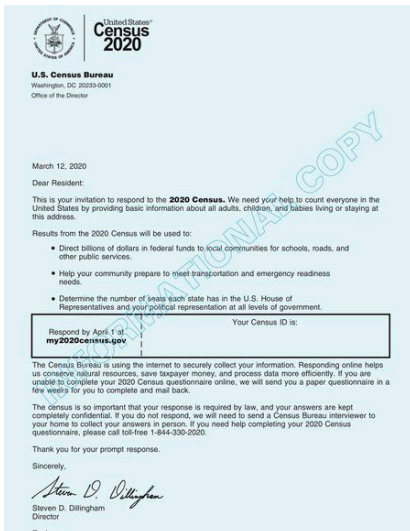 United States®
Census
2020
DEPARTMENT OF COMMERCE
UNITED STATES OF AMERICA
U.S. Census Bureau
Washington, DC 20233-0001
Office of the Director
March 12, 2020
Dear Resident:
This is your invitation to respond to the 2020 Census. We need your help to count everyone in the
United States by providing basic information about all adults, children, and babies living or staying at
this address.
Results from the 2020 Census will be used to:
• Direct billions of dollars in federal funds to local communities for schools, roads, and
other public services.
• Help your community prepare to meet transportation and emergency readiness
needs.
• Determine the number of seats each state has in the U.S. House of
Representatives and your political representation at all levels of government.
Respond by April 1 at
my2020census.gov
Your Census ID is:
The Census Bureau is using the internet to securely collect your information. Responding online helps
us conserve natural resources, save taxpayer money, and process data more efficiently. If you are
unable to complete your 2020 Census questionnaire online, we will send you a paper questionnaire in a
few weeks for you to complete and mail back.
The census is so important that your response is required by law, and your answers are kept
completely confidential. If you do not respond, we will need to send a Census Bureau interviewer to
your home to collect your answers in person. If you need help completing your 2020 Census
questionnaire, please call toll-free 1-844-330-2020.
Thank you for your prompt response.
Sincerely,
Steven D. Dillingham
Steven D. Dillingham
Director
INFORMATIONAL COPY